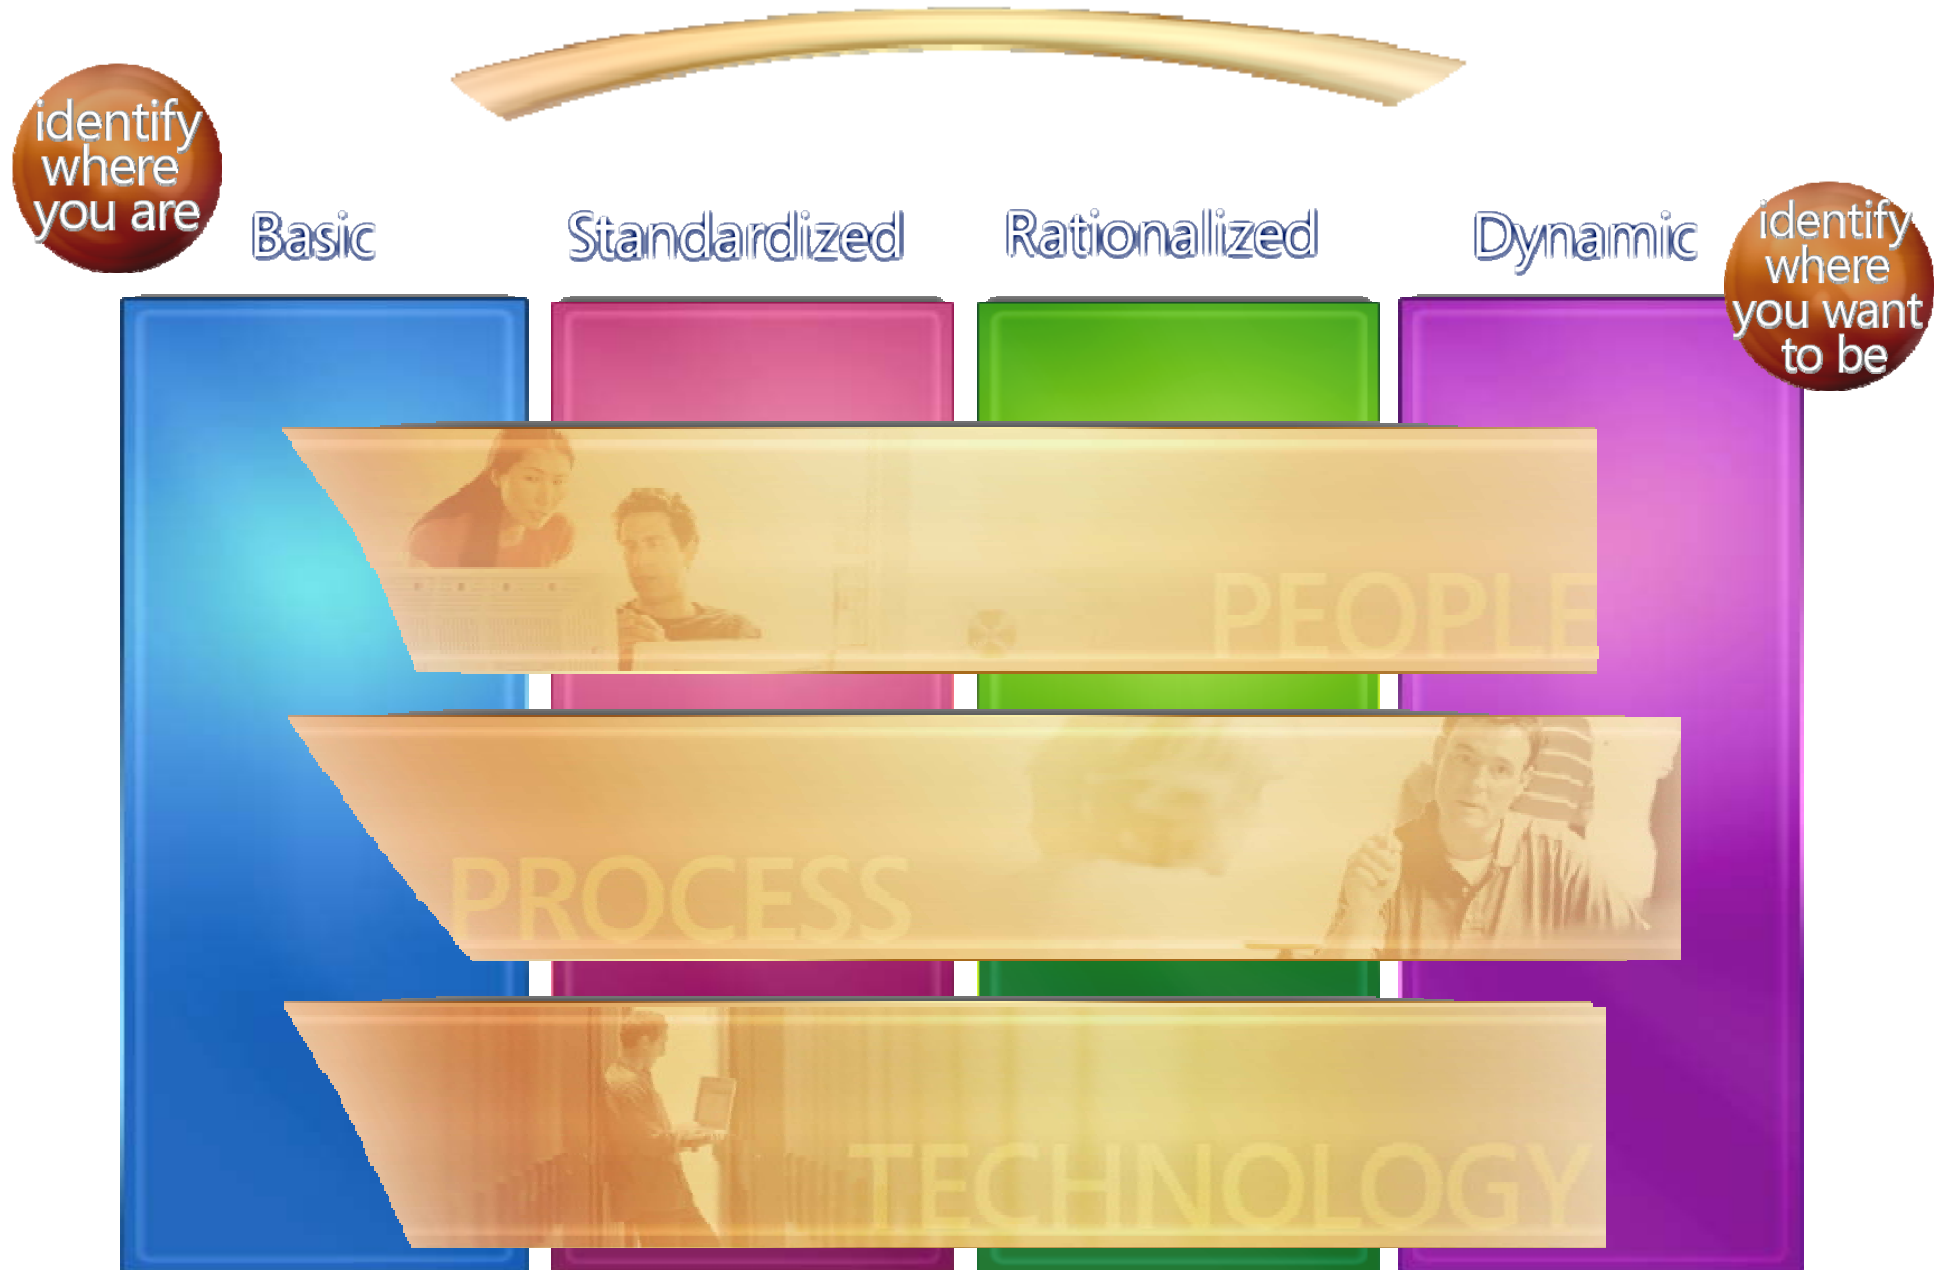 identify
where
you are
Basic
Standardized
Rationalized
Dynamic
identify
where
you want
to be
PEOPLE
PROCESS
TECHNOLOGY